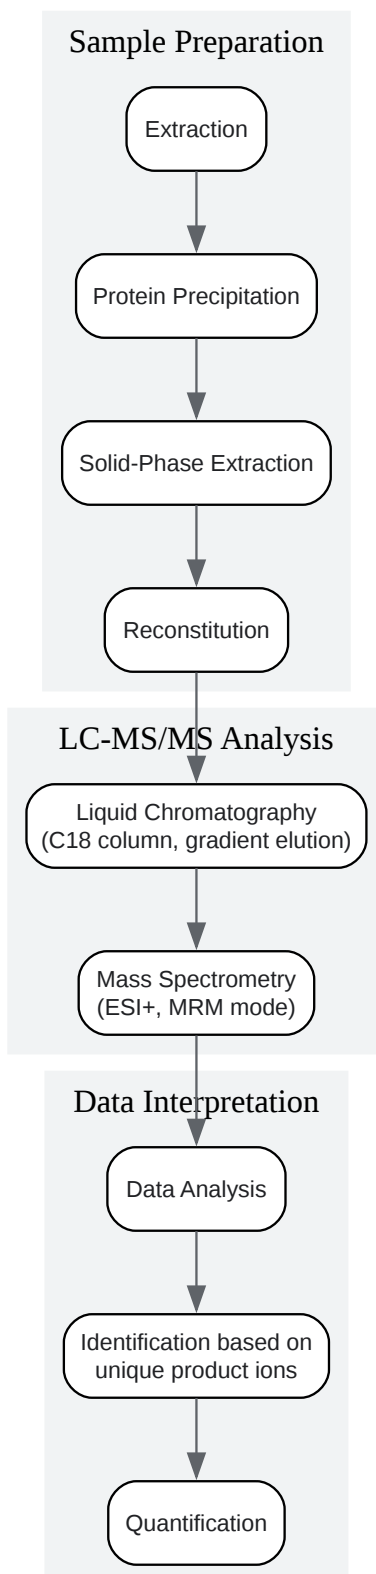 Sample Preparation
Extraction
Protein Precipitation
Solid-Phase Extraction
Reconstitution
LC-MS/MS Analysis
Liquid Chromatography
(C18 column, gradient elution)
Mass Spectrometry
(ESI+, MRM mode)
Data Interpretation
Data Analysis
Identification based on
unique product ions
Quantification